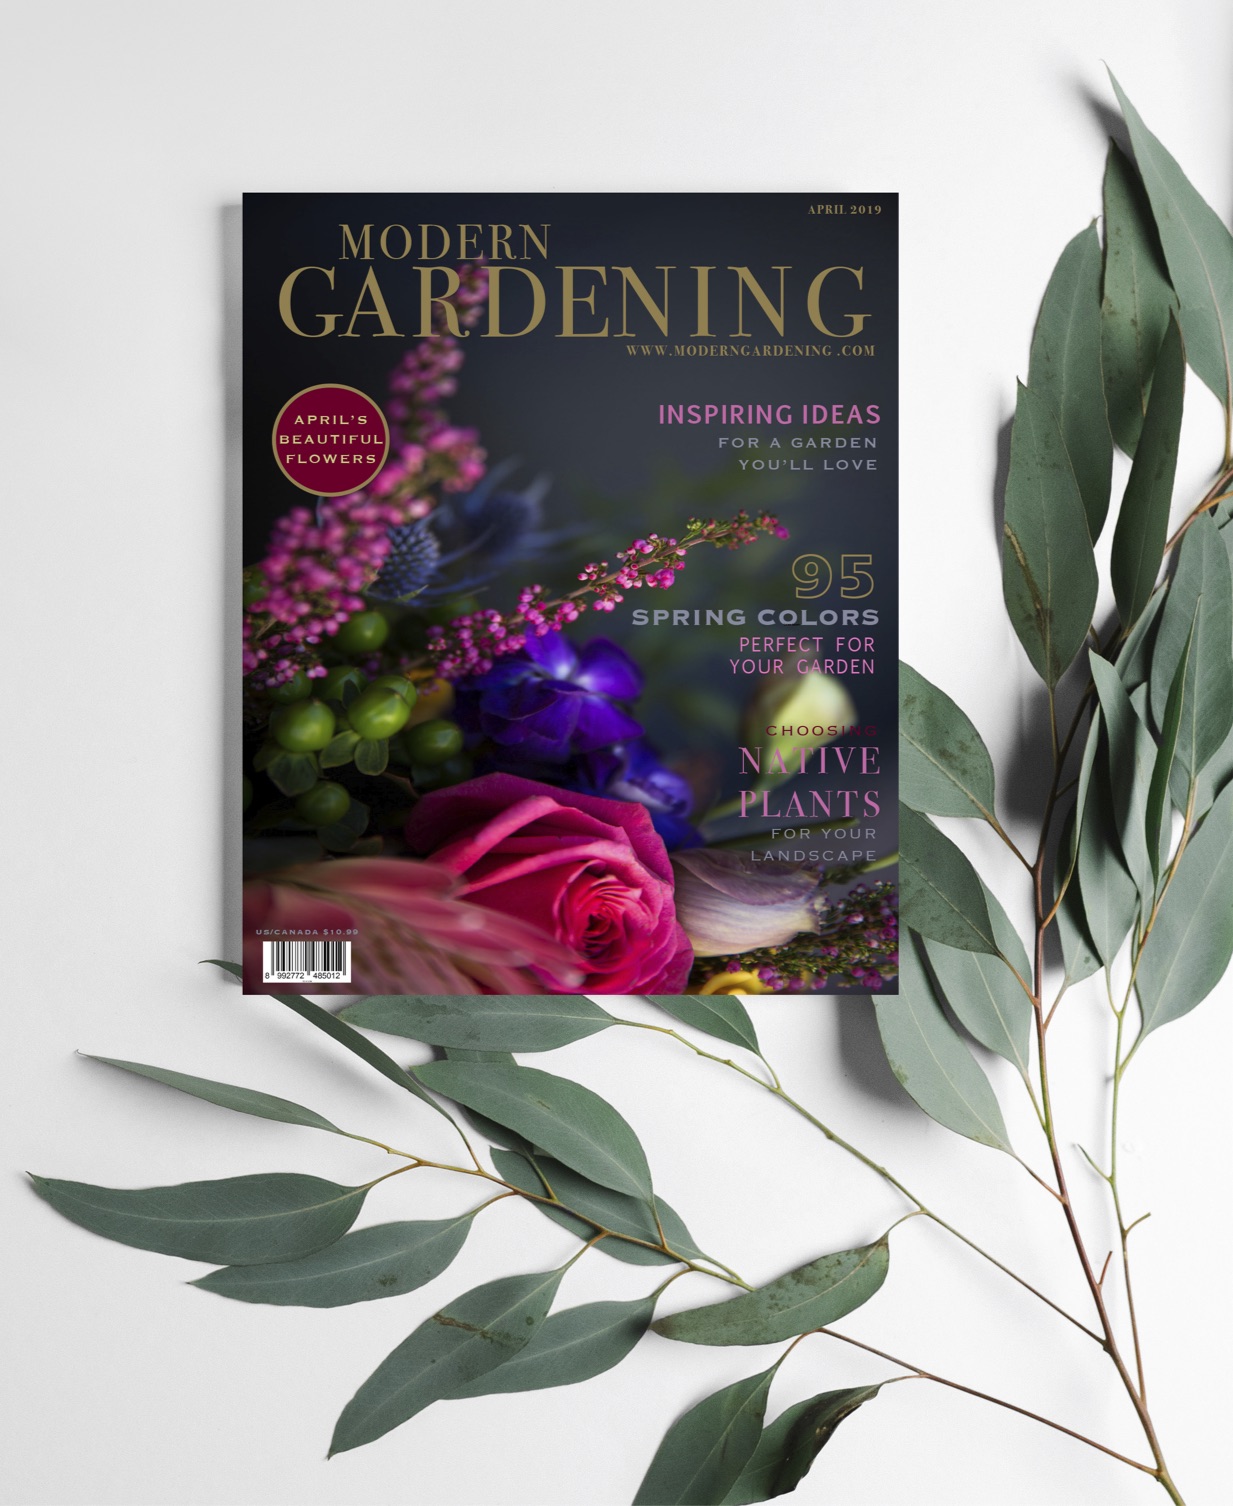 APRIL 2019
MODERN
GARDENING
WWW.MODERNGARDENING .COM
APRIL'S
BEAUTIFUL
FLOWERS
INSPIRING IDEAS
FOR A GARDEN
YOU'LL LOVE
95
SPRING COLORS
PERFECT FOR
YOUR GARDEN
CHOOSING
NATIVE
PLANTS
FOR YOUR
LANDSCAPE
US/CANADA $10.99
8 992772 485012